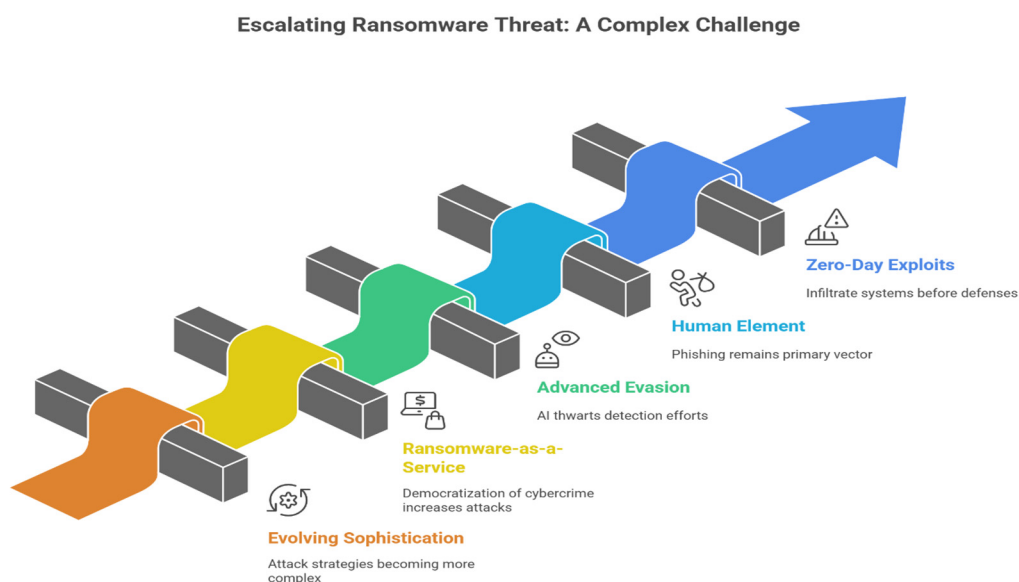 Escalating Ransomware Threat: A Complex Challenge
Zero-Day Exploits
Infiltrate systems before defenses
Human Element
Phishing remains primary vector
Advanced Evasion
AI thwarts detection efforts
$
Ransomware-as-a-
Service
Democratization of cybercrime
increases attacks
Evolving Sophistication
Attack strategies becoming more
complex